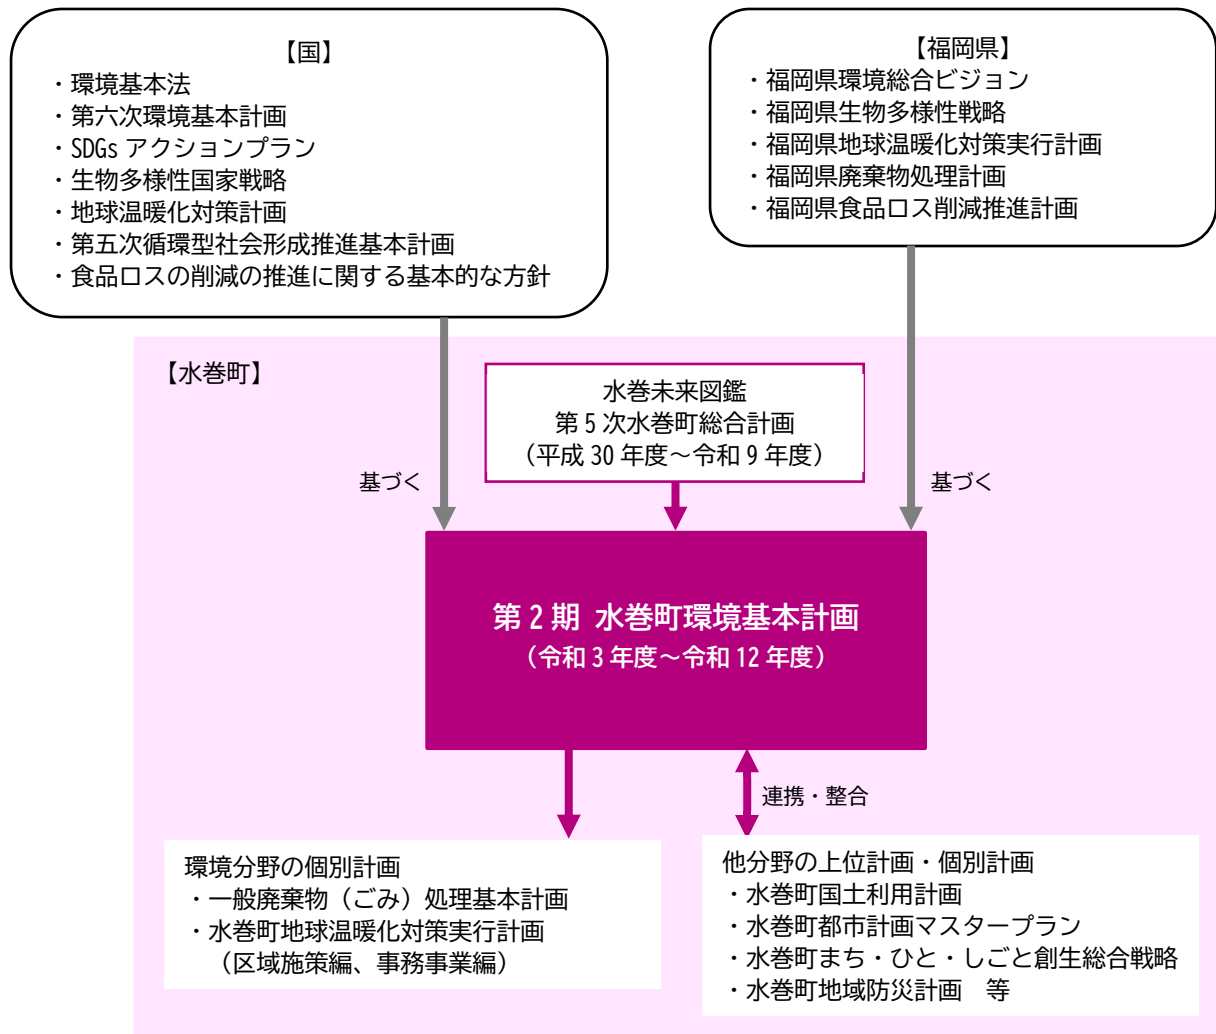 【国】
・環境基本法
・第六次環境基本計画
・SDGs アクションプラン
・生物多様性国家戦略
・地球温暖化対策計画
・第五次循環型社会形成推進基本計画
・食品ロスの削減の推進に関する基本的な方針
【福岡県】
・福岡県環境総合ビジョン
・福岡県生物多様性戦略
・福岡県地球温暖化対策実行計画
・福岡県廃棄物処理計画
・福岡県食品ロス削減推進計画
【水巻町】
水巻未来図鑑
第 5 次水巻町総合計画
（平成 30 年度～令和 9 年度）
基づく
基づく
第 2 期 水巻町環境基本計画
（令和 3 年度～令和 12 年度）
連携・整合
環境分野の個別計画
・一般廃棄物（ごみ）処理基本計画
・水巻町地球温暖化対策実行計画
（区域施策編、事務事業編）
他分野の上位計画・個別計画
・水巻町国土利用計画
・水巻町都市計画マスタープラン
・水巻町まち・ひと・しごと創生総合戦略
・水巻町地域防災計画　等